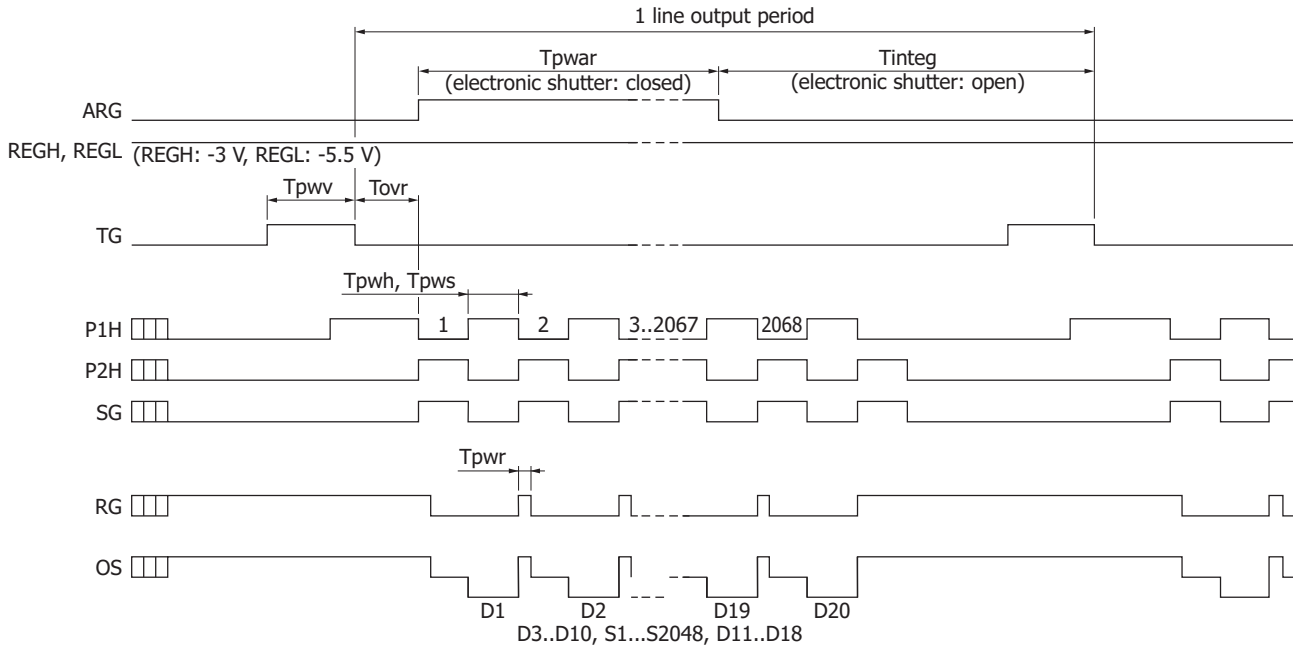 1 line output period
Tpwar
(electronic shutter: closed)
Tinteg
(electronic shutter: open)
ARG
REGH, REGL
(REGH: -3 V, REGL: -5.5 V)
Tpwv
Tovr
TG
Tpwh, Tpws
P1H
1
2
3..2067
2068
P2H
SG
Tpwr
RG
OS
D1
D2
D19
D20
D3..D10, S1...S2048, D11..D18